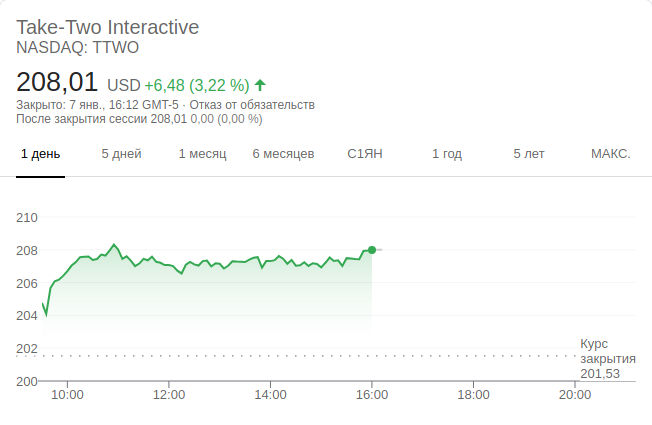 Take-Two Interactive
NASDAQ: TTWO
208,01 USD +6,48 (3,22 %)
Закрыто: 7 янв., 16:12 GMT-5 · Отказ от обязательств
После закрытия сессии 208,01 0,00 (0,00 %)
1 день 5 дней 1 месяц 6 месяцев С1ЯН 1 год 5 лет МАКС.
210
208
206
204
202
200
Курс
закрытия
201,53
10:00 12:00 14:00 16:00 18:00 20:00